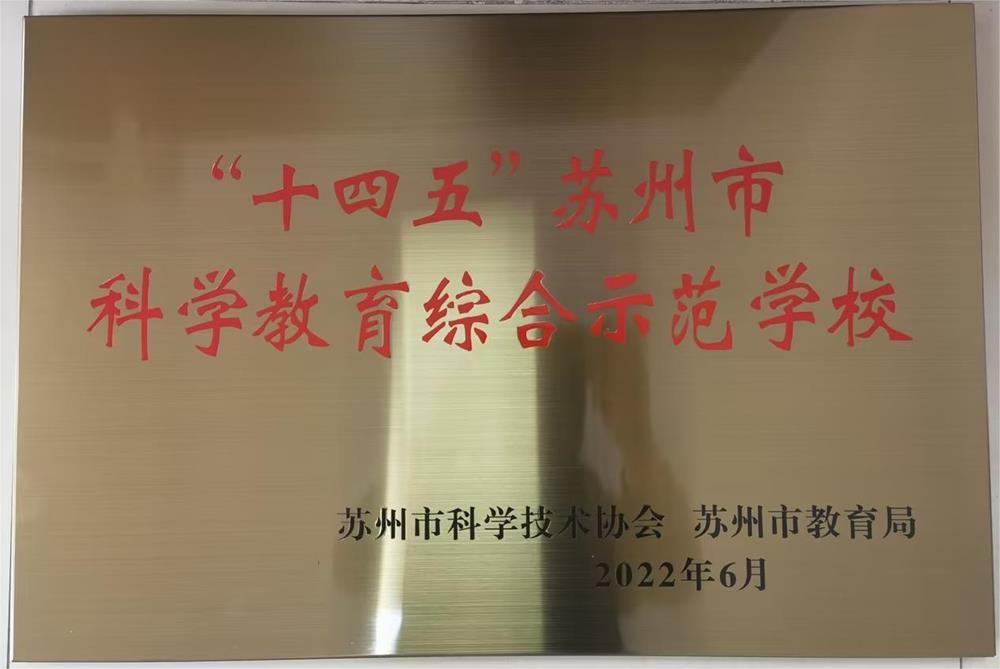 “十四五”苏州市
科学教育综合示范学校
苏州市科学技术协会 苏州市教育局
2022年6月